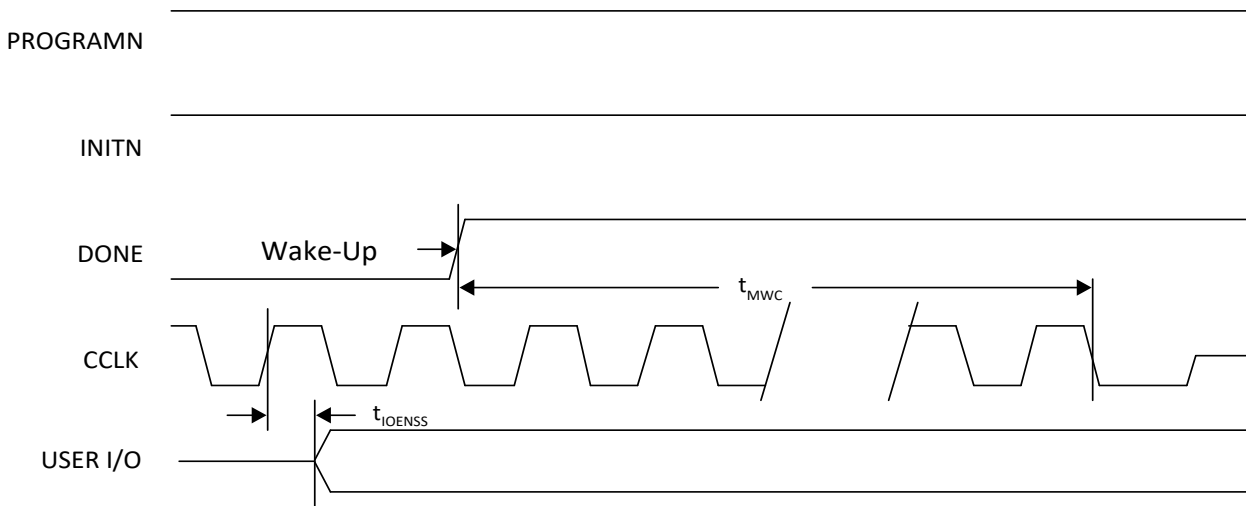 PROGRAMN
INITN
DONE
Wake-Up
tMWC
CCLK
tIOENSS
USER I/O